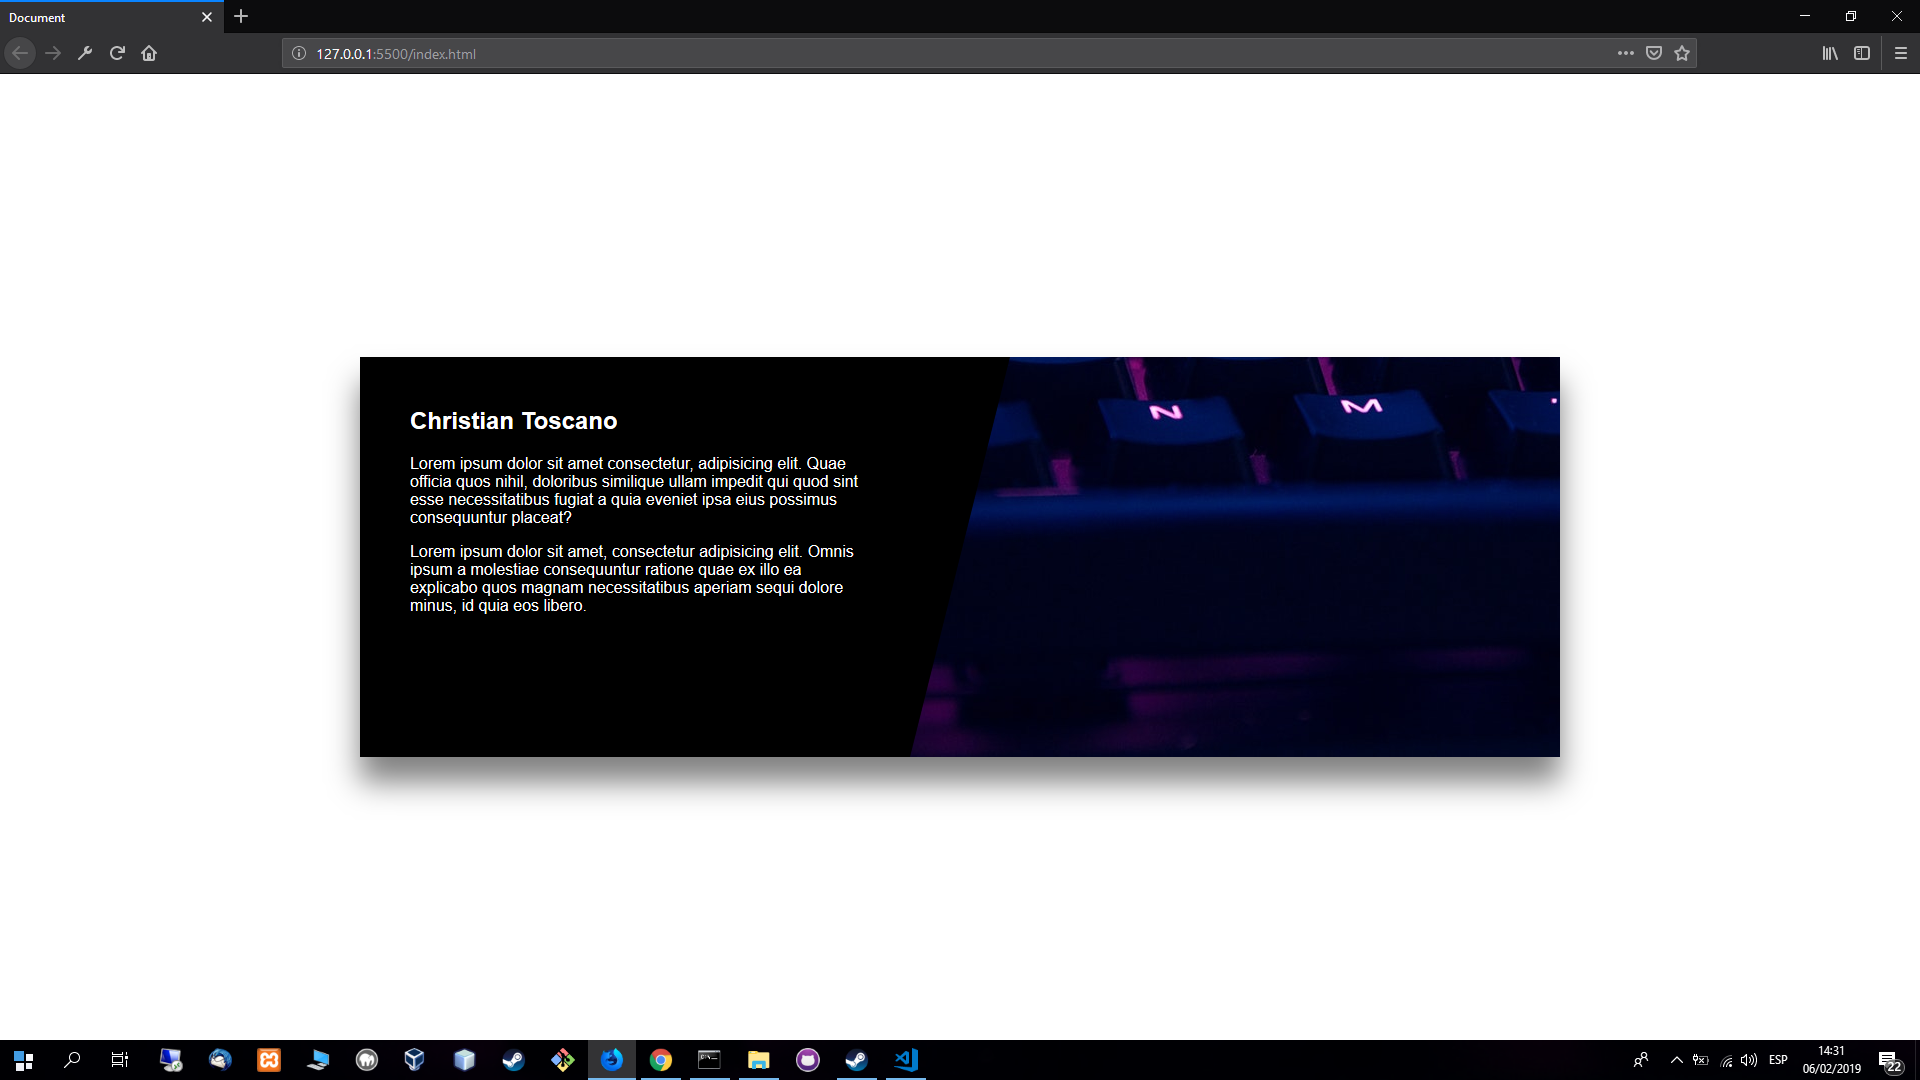 Document
127.0.0.1:5500/index.html
N M
Christian Toscano
Lorem ipsum dolor sit amet consectetur, adipisicing elit. Quae
officia quos nihil, doloribus similique ullam impedit qui quod sint
esse necessitatibus fugiat a quia eveniet ipsa eius possimus
consequuntur placeat?
Lorem ipsum dolor sit amet, consectetur adipisicing elit. Omnis
ipsum a molestiae consequuntur ratione quae ex illo ea
explicabo quos magnam necessitatibus aperiam sequi dolore
minus, id quia eos libero.
ESP
14:31
06/02/2019
22